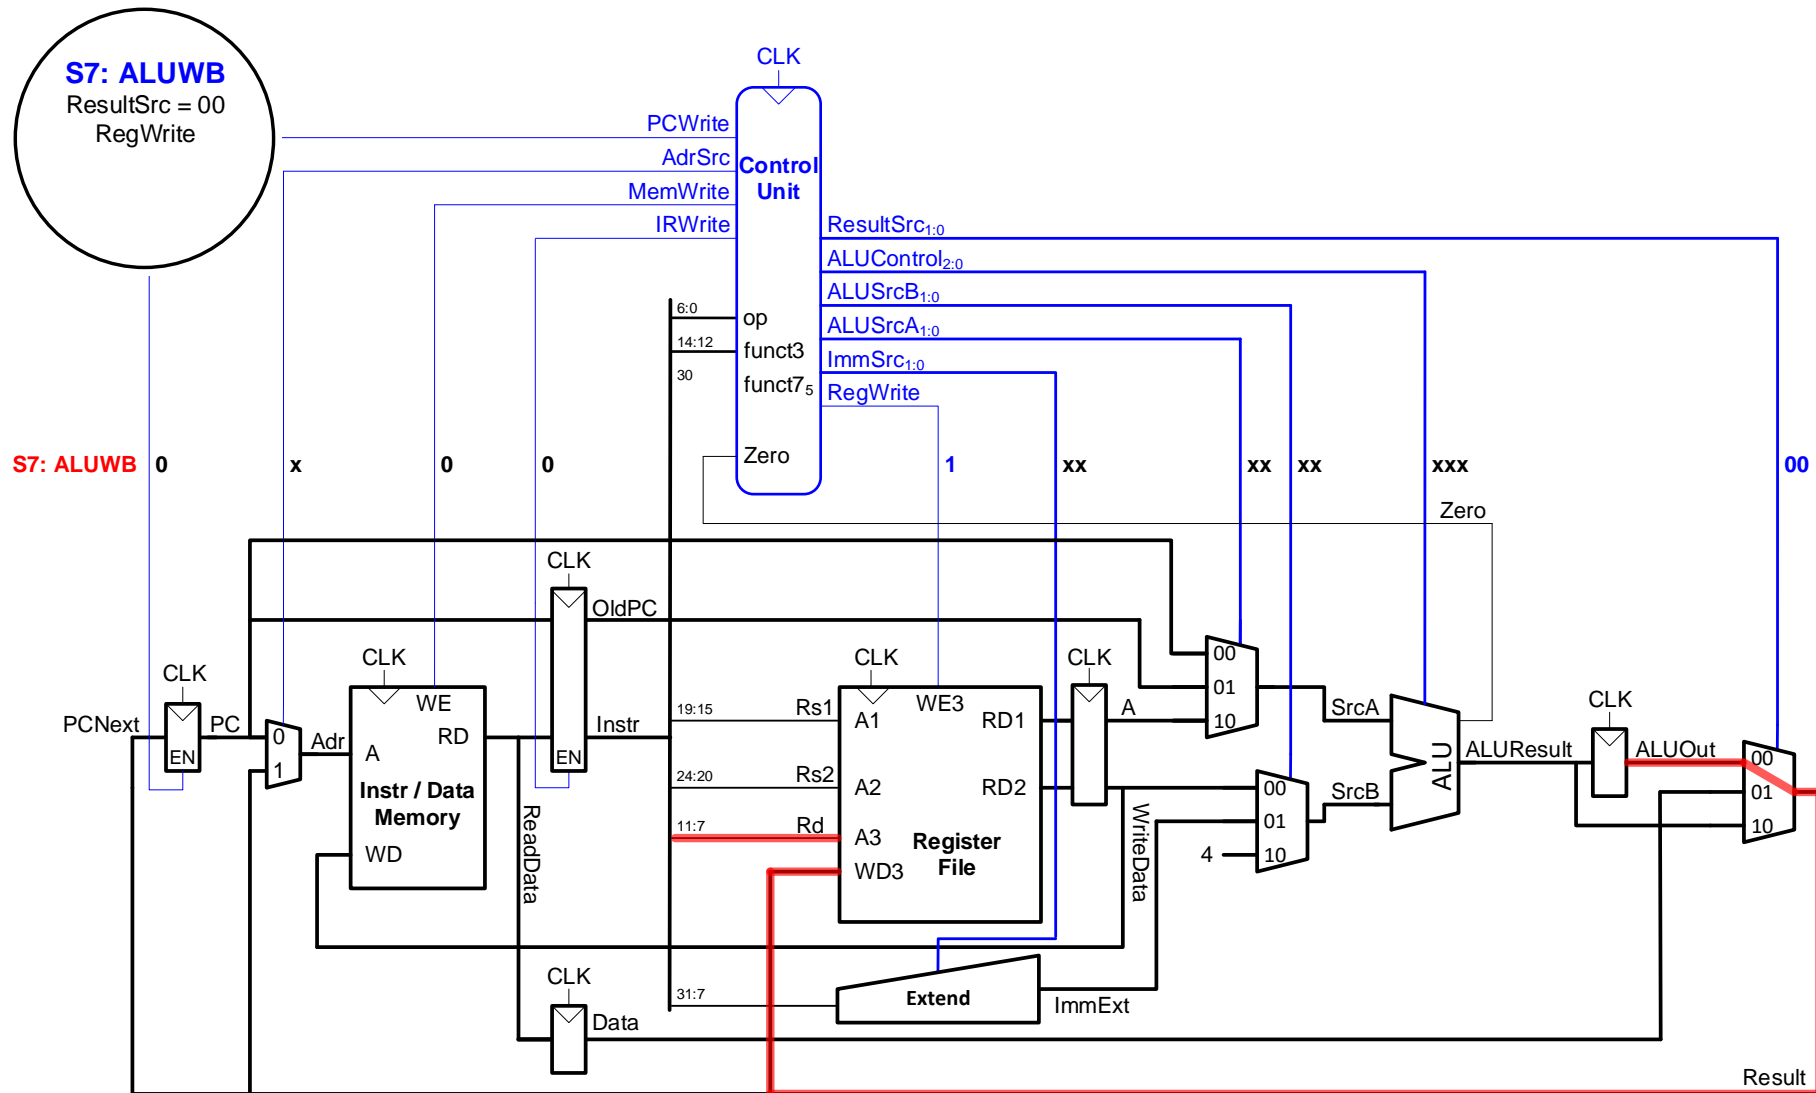 S7: ALUWB
ResultSrc = 00
RegWrite
CLK
PCWrite
AdrSrc
MemWrite
IRWrite
Control
Unit
ResultSrc1:0
ALUControl2:0
ALUSrcB1:0
ALUSrcA1:0
ImmSrc1:0
RegWrite
6:0
op
14:12
funct3
30
funct75
Zero
S7: ALUWB
0
x
0
0
1
xx
xx
xx
xxx
00
Zero
CLK
OldPC
CLK
CLK
CLK
CLK
CLK
PCNext
EN
PC
0
1
Adr
WE
A
RD
Instr / Data
Memory
WD
EN
Instr
ReadData
19:15
Rs1
A1
WE3
RD1
24:20
Rs2
A2
RD2
11:7
Rd
A3
WD3
Register
File
A
WriteData
00
01
10
00
01
10
4
SrcA
SrcB
ALU
ALUResult
ALUOut
00
01
10
31:7
Extend
ImmExt
CLK
Data
Result